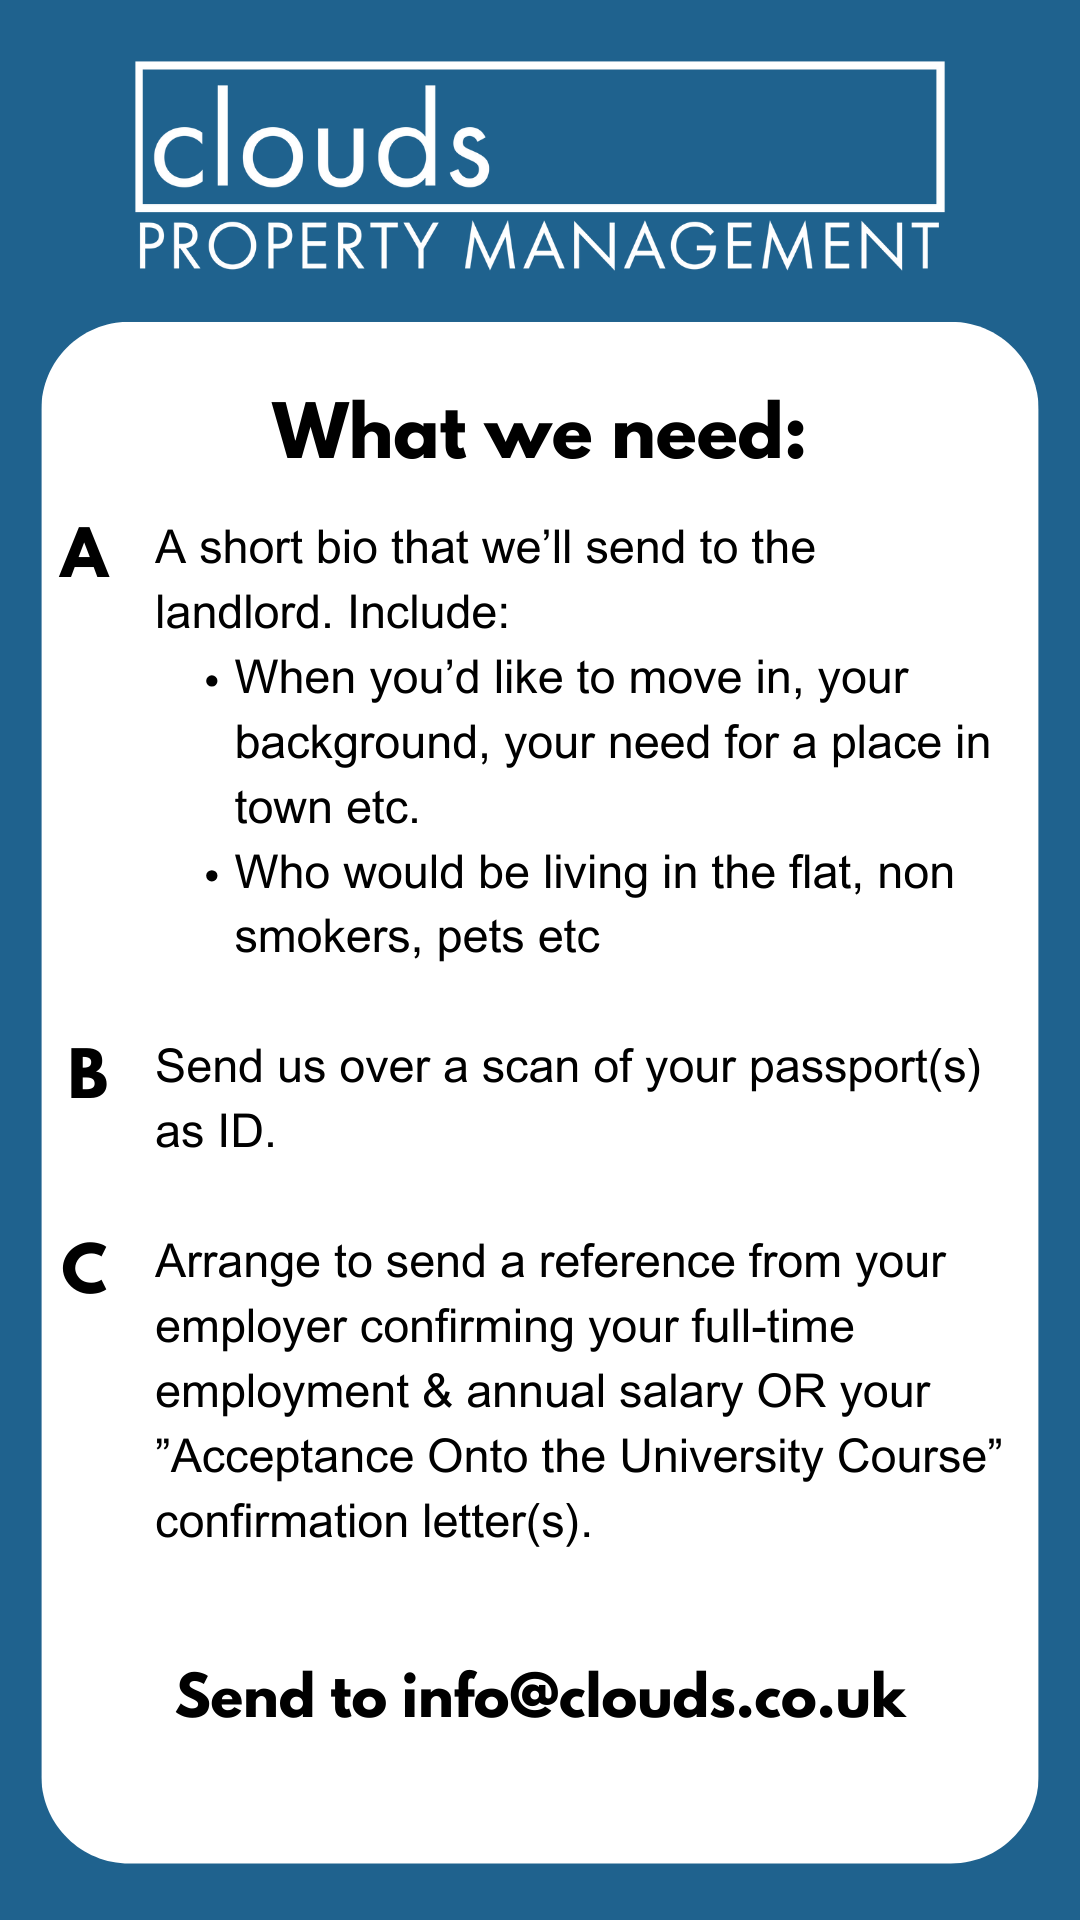 clouds
PROPERTY MANAGEMENT
What we need:
A
A short bio that we’ll send to the
landlord. Include:
• When you’d like to move in, your
background, your need for a place in
town etc.
• Who would be living in the flat, non
smokers, pets etc
B
Send us over a scan of your passport(s)
as ID.
C
Arrange to send a reference from your
employer confirming your full-time
employment & annual salary OR your
”Acceptance Onto the University Course”
confirmation letter(s).
Send to info@clouds.co.uk